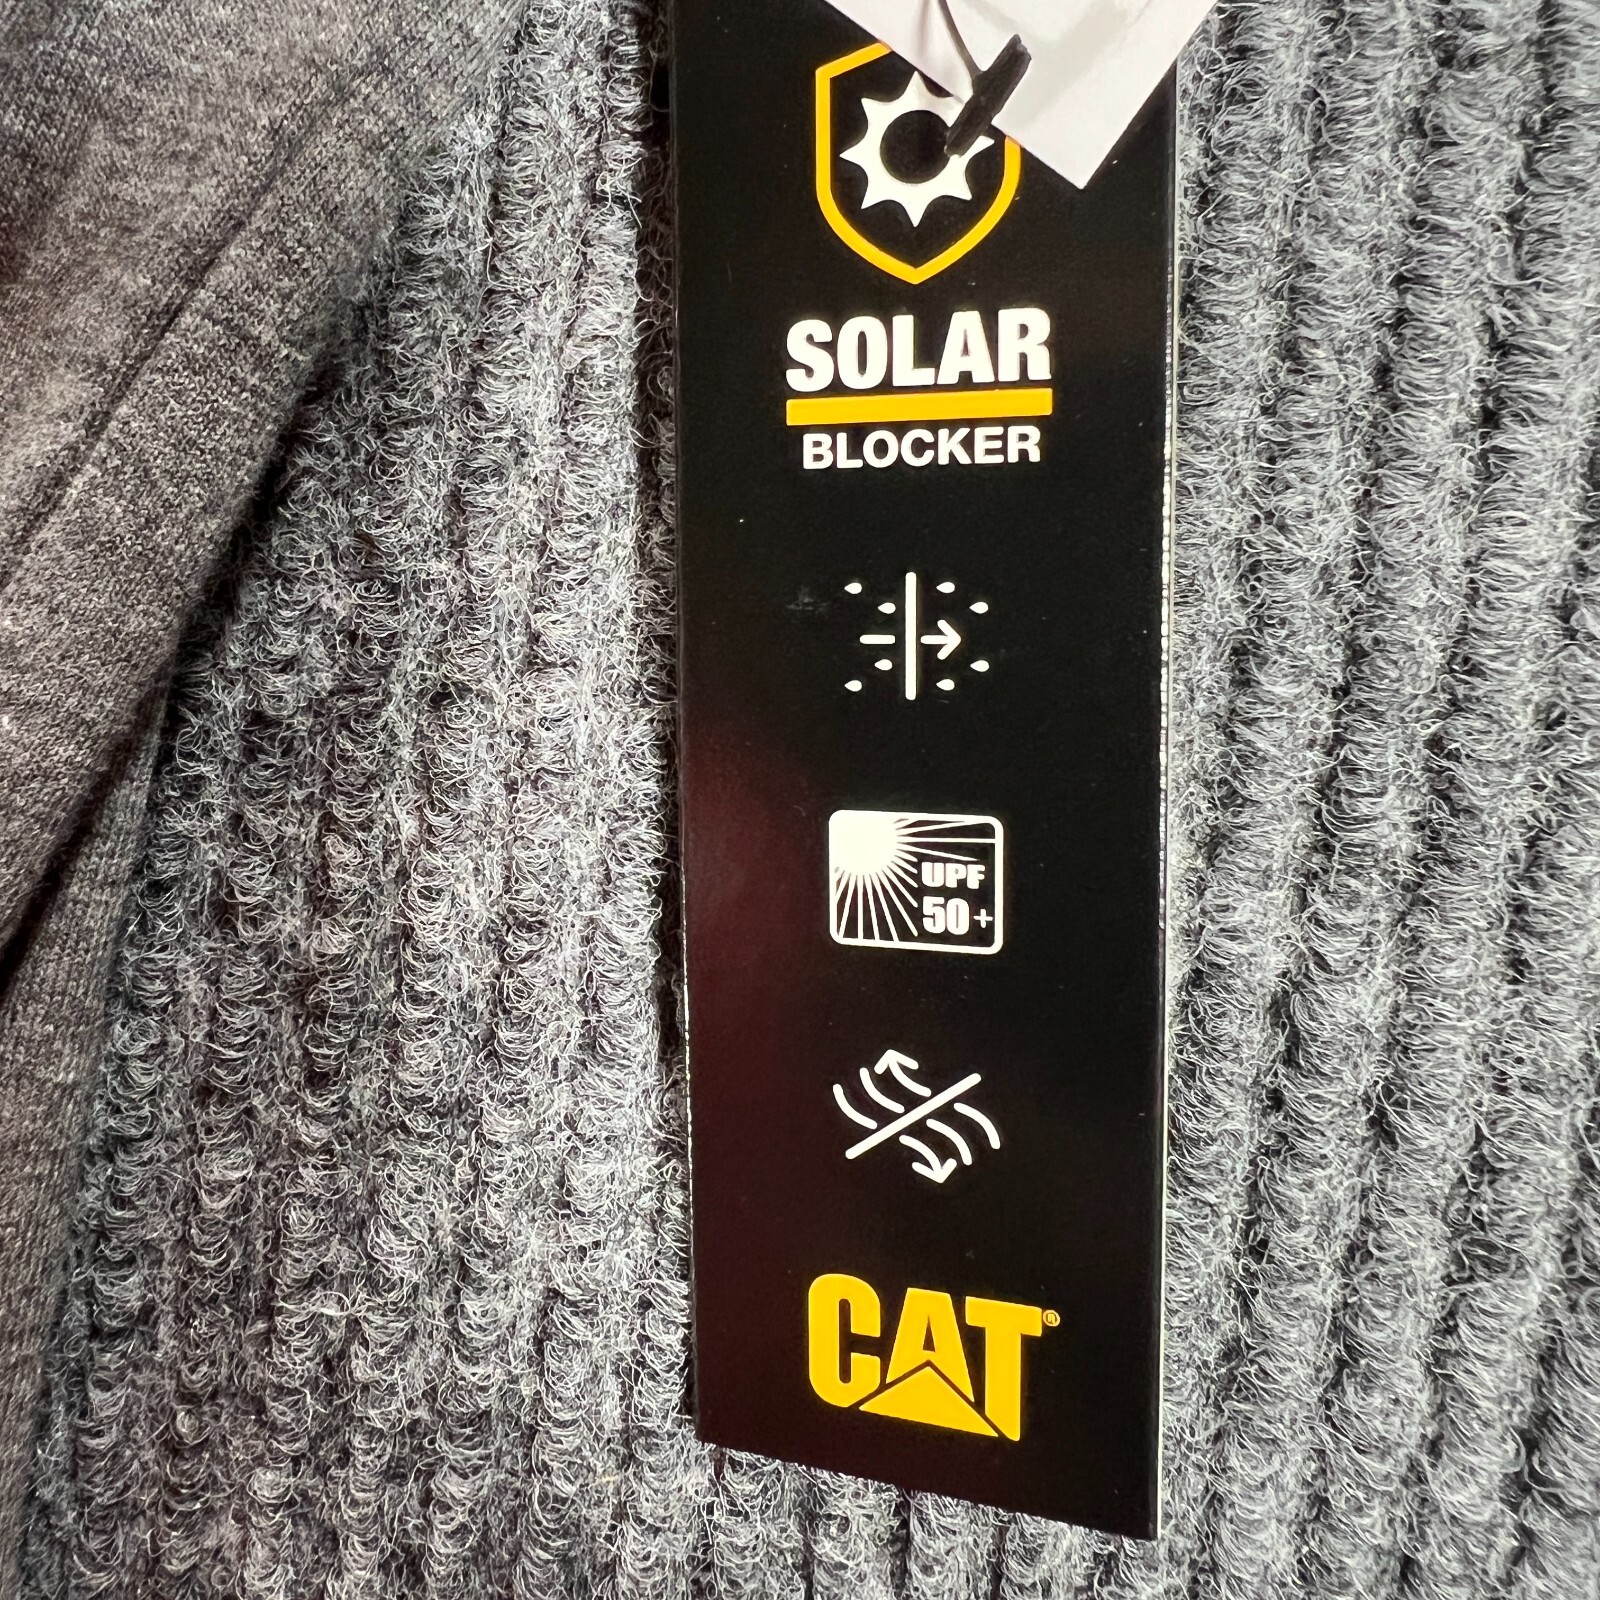 SOLAR
BLOCKER
UPF
50+
CAT®